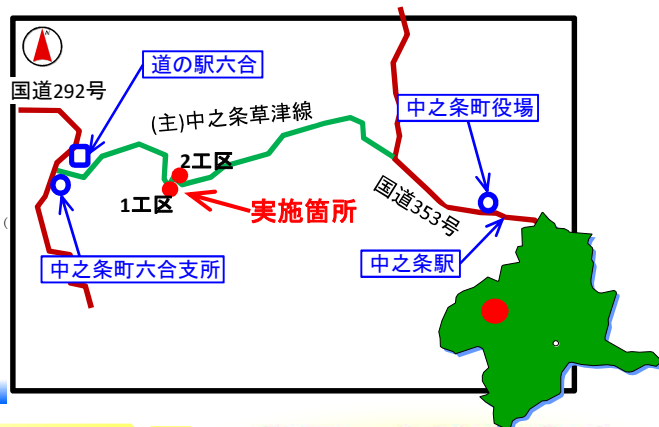 N
道の駅六合
国道292号
(主)中之条草津線
中之条町役場
2工区
1工区
実施箇所
国道353号
中之条町六合支所
中之条駅
(